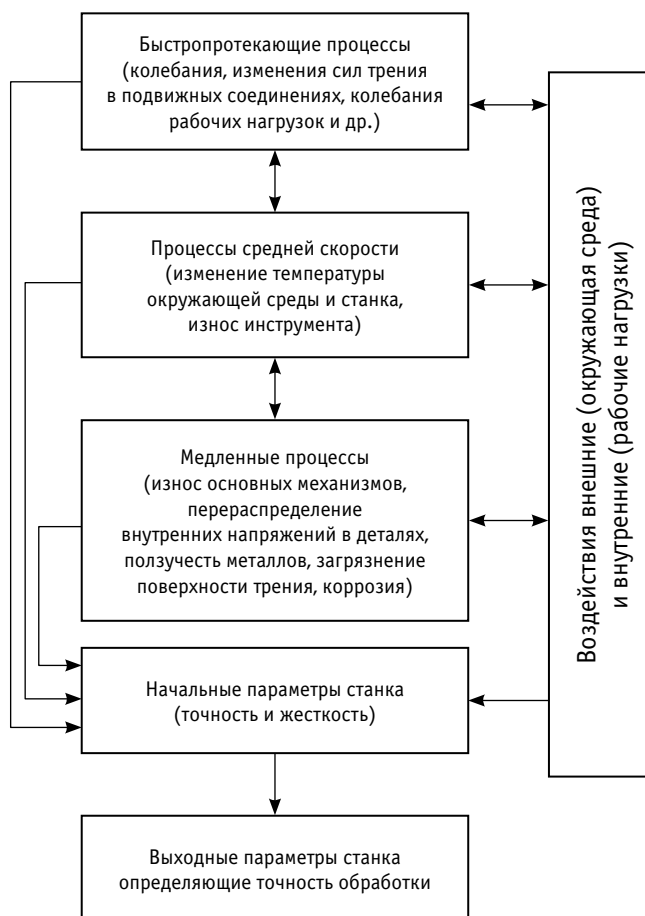 Быстропротекающие процессы
(колебания, изменения сил трения
в подвижных соединениях, колебания
рабочих нагрузок и др.)
Процессы средней скорости
(изменение температуры
окружающей среды и станка,
износ инструмента)
Медленные процессы
(износ основных механизмов,
перераспределение
внутренних напряжений в деталях,
ползучесть металлов, загрязнение
поверхности трения, коррозия)
Начальные параметры станка
(точность и жесткость)
Выходные параметры станка
определяющие точность обработки
Воздействия внешние (окружающая среда)
и внутренние (рабочие нагрузки)